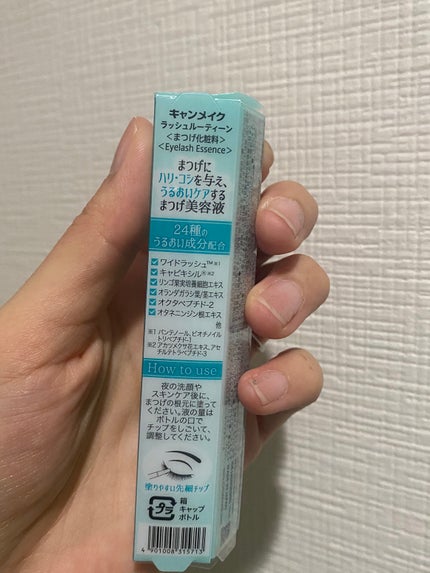 キャンメイク
ラッシュルーティーン
<まつげ化粧料>
<Eyelash Essence>
まつげに
ハリ・コシを与え、
うるおいケアする
まつげ美容液
24種の
うるおい成分配合
ワイドラッシュ™※1
キャピキシル®※2
リンゴ果実培養細胞エキス
オランダガラシ葉/茎エキス
オクタペプチド-2
オタネニンジン根エキス
他
※1 パンテノール、ビオチノイル
トリペプチド-1
※2 アカツメクサ花エキス、アセ
チルテトラペプチド-3
How to use
夜の洗顔や
スキンケア後に、
まつげの根元に塗って
ください。液の量は
ボトルの口で
チップをしごいて、
調整してください。
塗りやすい先細チップ
プラ
箱
キャップ
ボトル
4 901008 315713